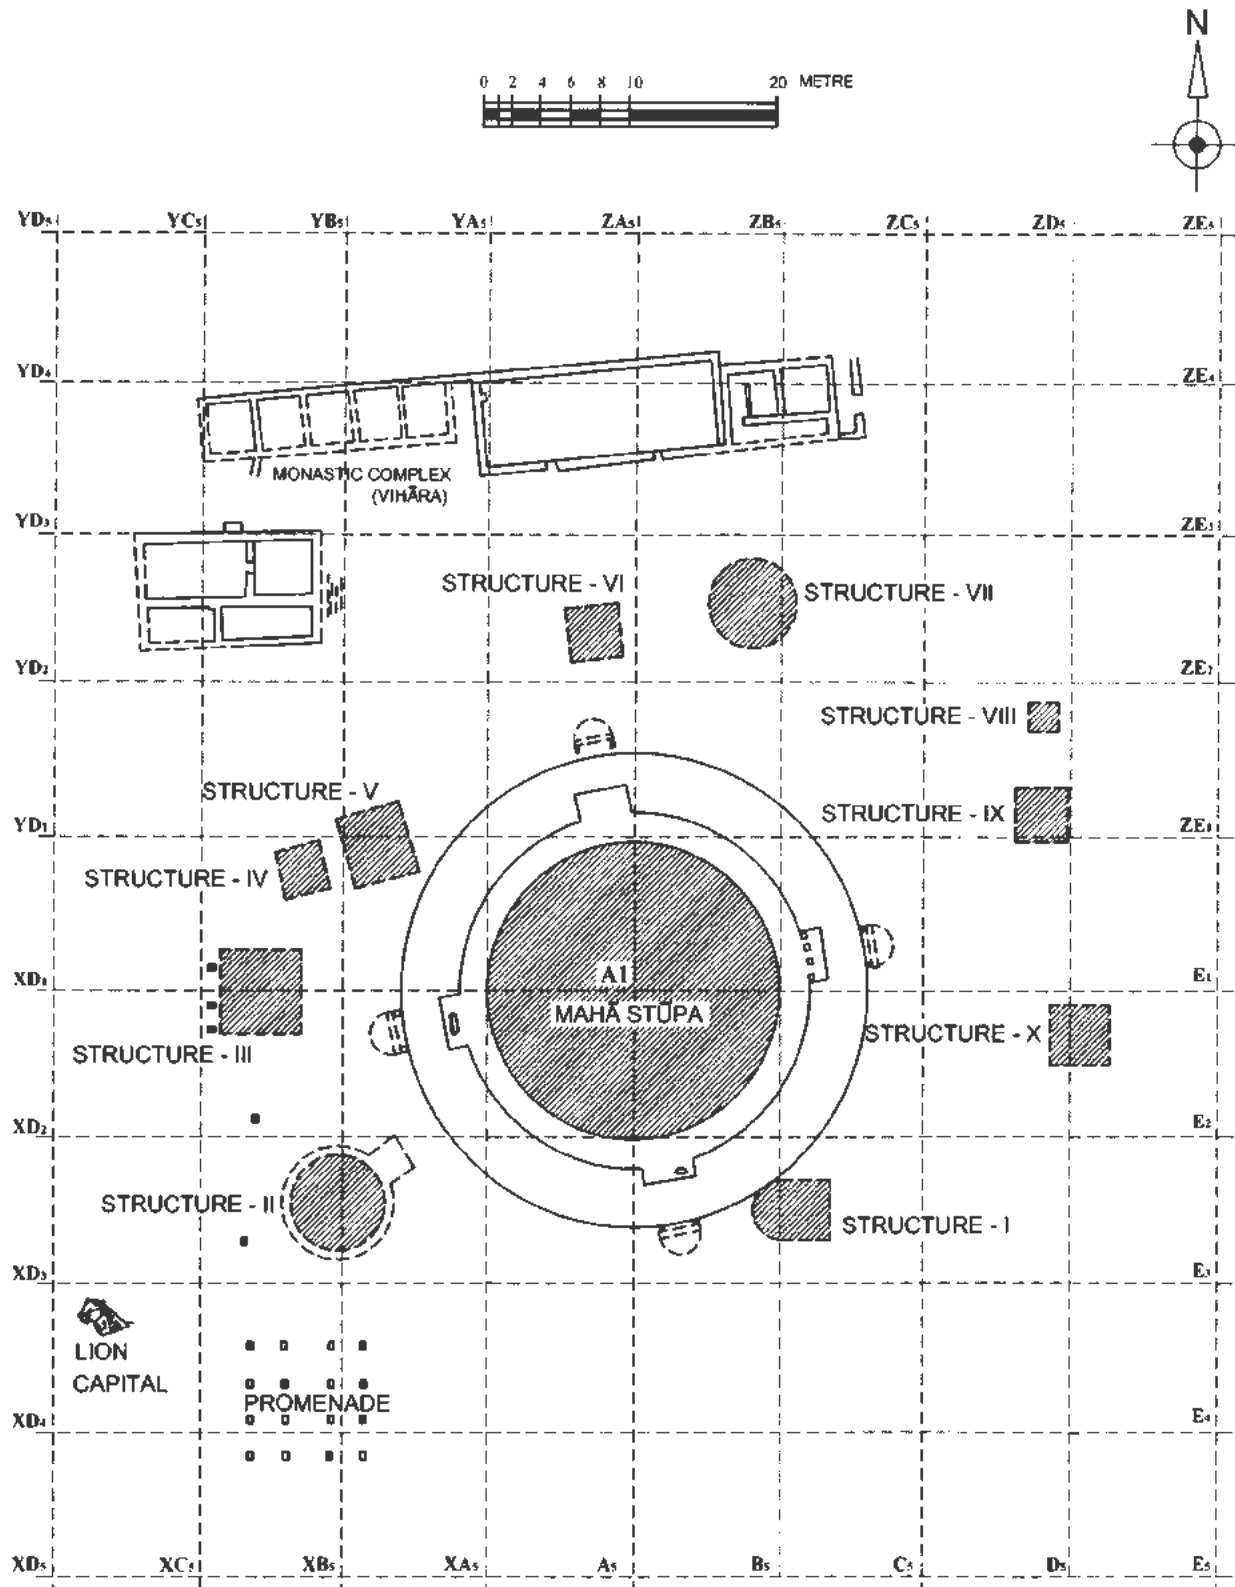 N
0 2 4 6 8 10 20 METRE
YD5 YC5 YB5 YA5 ZA5 ZB5 ZC5 ZD5 ZE5
YD4 ZE4
MONASTIC COMPLEX
(VIHĀRA)
YD3 ZE3
STRUCTURE - VI
STRUCTURE - VII
YD2 ZE2
STRUCTURE - VIII
STRUCTURE - V
STRUCTURE - IX
YD1 ZE1
STRUCTURE - IV
A1
XD1 E1
MAHĀ STŪPA
STRUCTURE - X
STRUCTURE - III
XD2 E2
STRUCTURE - II
STRUCTURE - I
XD3 E3
LION
CAPITAL
PROMENADE
XD4 E4
XD5 XC5 XB5 XA5 A5 B5 C5 D5 E5